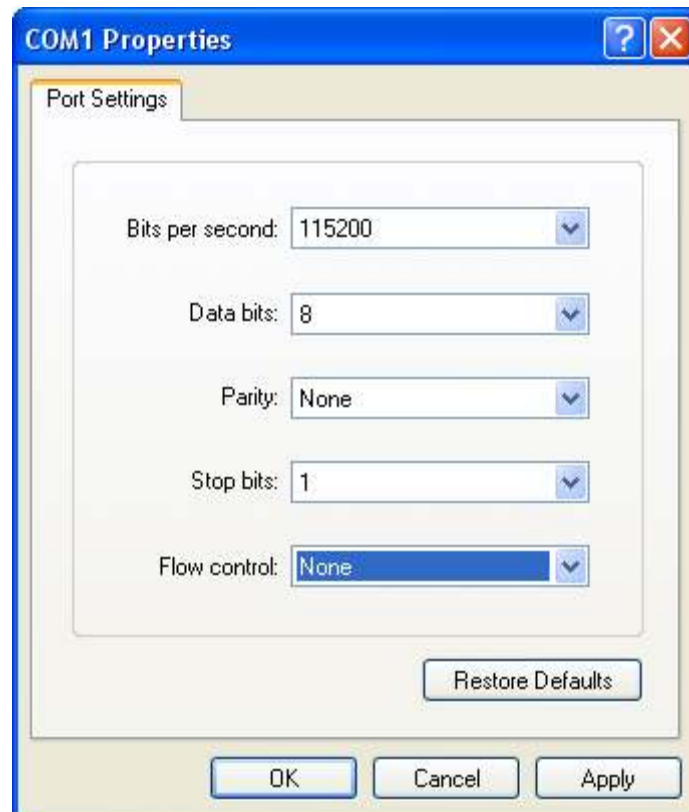 COM1 Properties
Port Settings
Bits per second: 115200
Data bits: 8
Parity: None
Stop bits: 1
Flow control: None
Restore Defaults
OK Cancel Apply